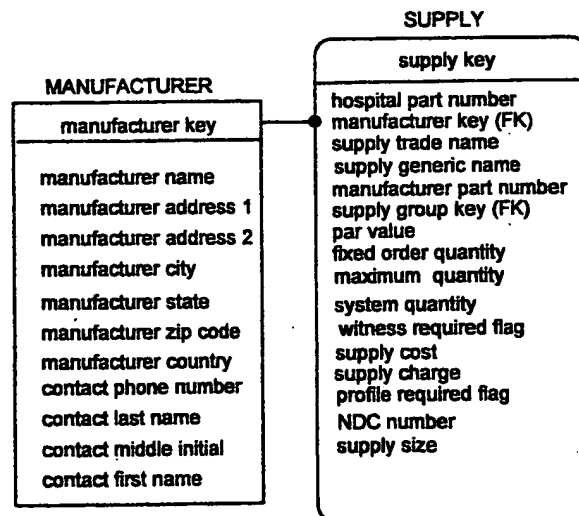 MANUFACTURER
manufacturer key
manufacturer name
manufacturer address 1
manufacturer address 2
manufacturer city
manufacturer state
manufacturer zip code
manufacturer country
contact phone number
contact last name
contact middle initial
contact first name
SUPPLY
supply key
hospital part number
manufacturer key (FK)
supply trade name
supply generic name
manufacturer part number
supply group key (FK)
par value
fixed order quantity
maximum quantity
system quantity
witness required flag
supply cost
supply charge
profile required flag
NDC number
supply size